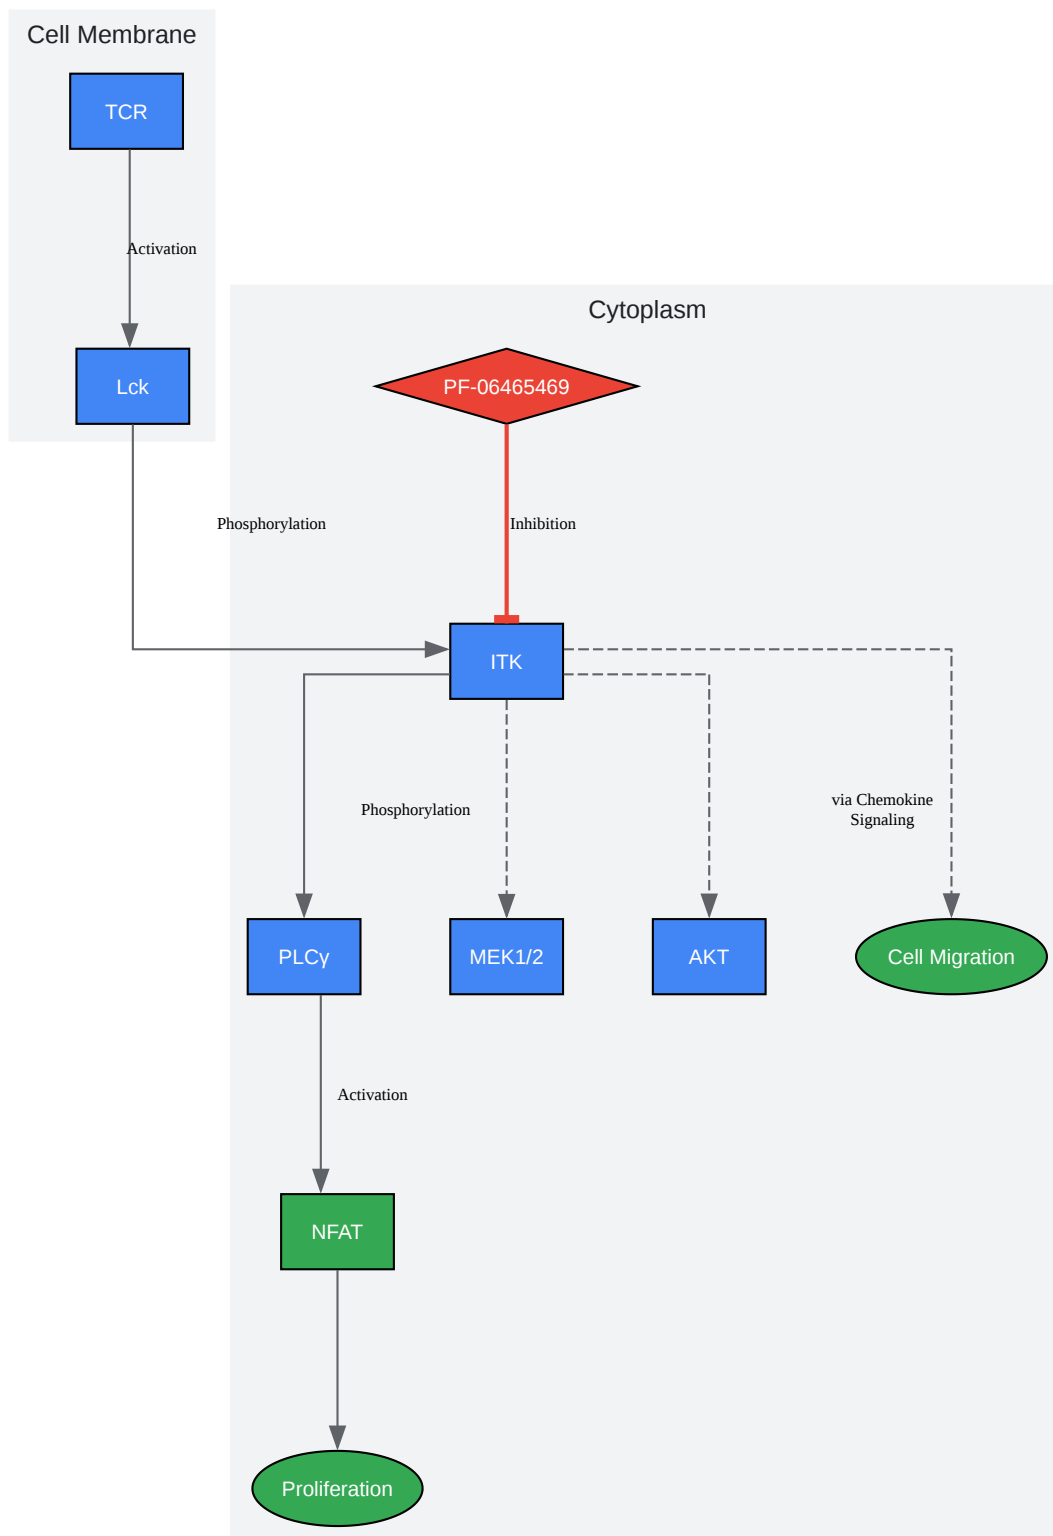 Cell Membrane
TCR
Activation
Lck
Cytoplasm
PF-06465469
Phosphorylation
Inhibition
ITK
Phosphorylation
via Chemokine
Signaling
PLCγ
MEK1/2
AKT
Cell Migration
Activation
NFAT
Proliferation